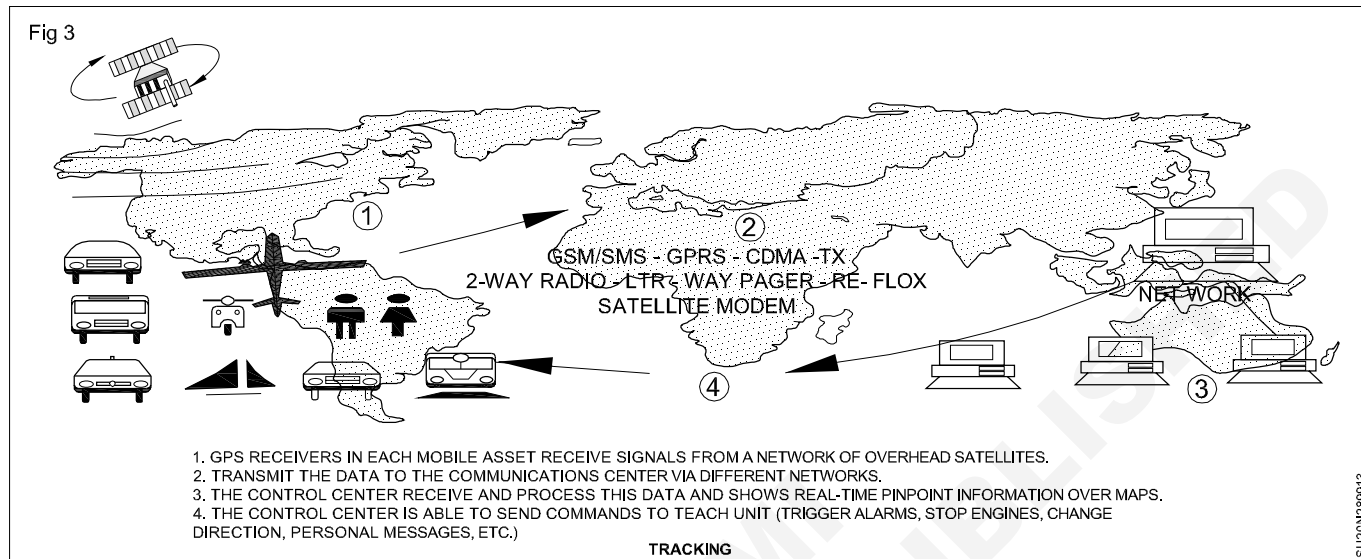 Fig 3
1
2
GSM/SMS - GPRS - CDMA -TX
2-WAY RADIO - LTR - WAY PAGER - RE- FLOX
SATELLITE MODEM
NET WORK
4
3
1. GPS RECEIVERS IN EACH MOBILE ASSET RECEIVE SIGNALS FROM A NETWORK OF OVERHEAD SATELLITES.
2. TRANSMIT THE DATA TO THE COMMUNICATIONS CENTER VIA DIFFERENT NETWORKS.
3. THE CONTROL CENTER RECEIVE AND PROCESS THIS DATA AND SHOWS REAL-TIME PINPOINT INFORMATION OVER MAPS.
4. THE CONTROL CENTER IS ABLE TO SEND COMMANDS TO TEACH UNIT (TRIGGER ALARMS, STOP ENGINES, CHANGE
DIRECTION, PERSONAL MESSAGES, ETC.)
TRACKING